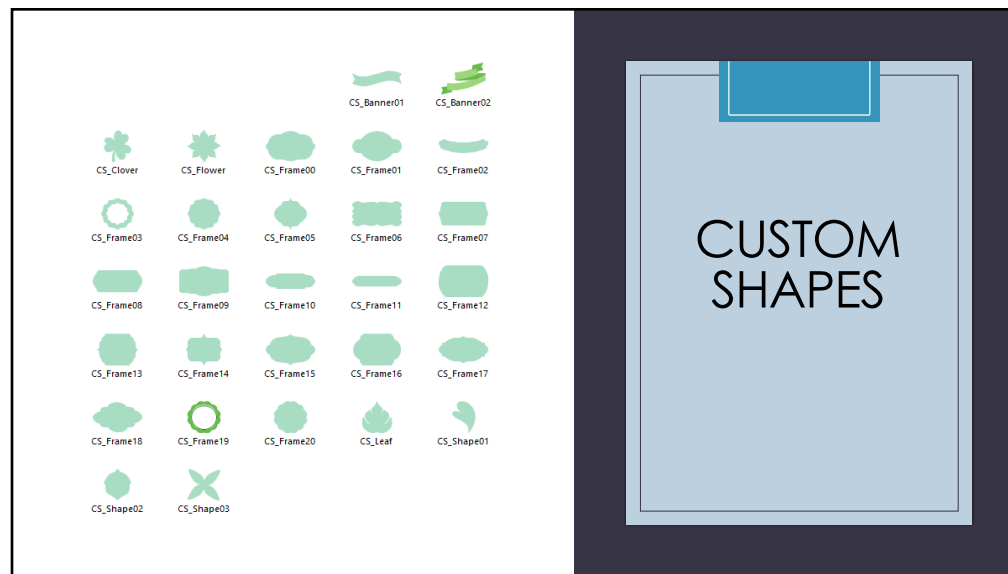 CS_Banner01 CS_Banner02
CS_Clover CS_Flower CS_Frame00 CS_Frame01 CS_Frame02
CS_Frame03 CS_Frame04 CS_Frame05 CS_Frame06 CS_Frame07
CS_Frame08 CS_Frame09 CS_Frame10 CS_Frame11 CS_Frame12
CS_Frame13 CS_Frame14 CS_Frame15 CS_Frame16 CS_Frame17
CS_Frame18 CS_Frame19 CS_Frame20 CS_Leaf CS_Shape01
CS_Shape02 CS_Shape03
CUSTOM
SHAPES